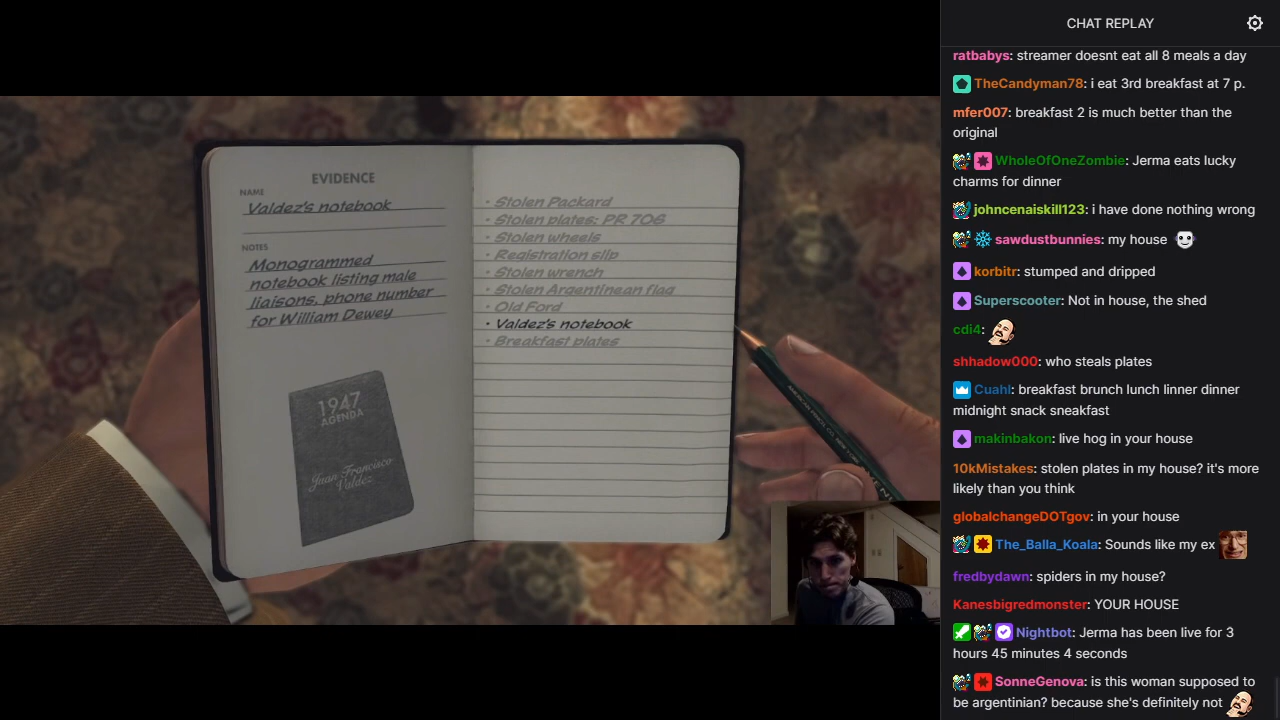 EVIDENCE
NAME
Valdez's notebook
NOTES
Monogrammed
notebook listing male
liaisons, phone number
for William Dewey
1947
AGENDA
Juan Francisco
Valdez
• Stolen Packard
• Stolen plates: PR 706
• Stolen wheels
• Registration slip
• Stolen wrench
• Stolen Argentinean flag
• Old Ford
• Valdez's notebook
• Breakfast plates
CHAT REPLAY
ratbabys: streamer doesnt eat all 8 meals a day
TheCandyman78: i eat 3rd breakfast at 7 p.
mfer007: breakfast 2 is much better than the
original
WholeOfOneZombie: Jerma eats lucky
charms for dinner
johncenaiskill123: i have done nothing wrong
sawdustbunnies: my house
korbitr: stumped and dripped
Superscooter: Not in house, the shed
cdi4:
shhadow000: who steals plates
Cuahl: breakfast brunch lunch linner dinner
midnight snack sneakfast
makinbakon: live hog in your house
10kMistakes: stolen plates in my house? it's more
likely than you think
globalchangeDOTgov: in your house
The_Balla_Koala: Sounds like my ex
fredbydawn: spiders in my house?
Kanesbigredmonster: YOUR HOUSE
Nightbot: Jerma has been live for 3
hours 45 minutes 4 seconds
SonneGenova: is this woman supposed to
be argentinian? because she's definitely not